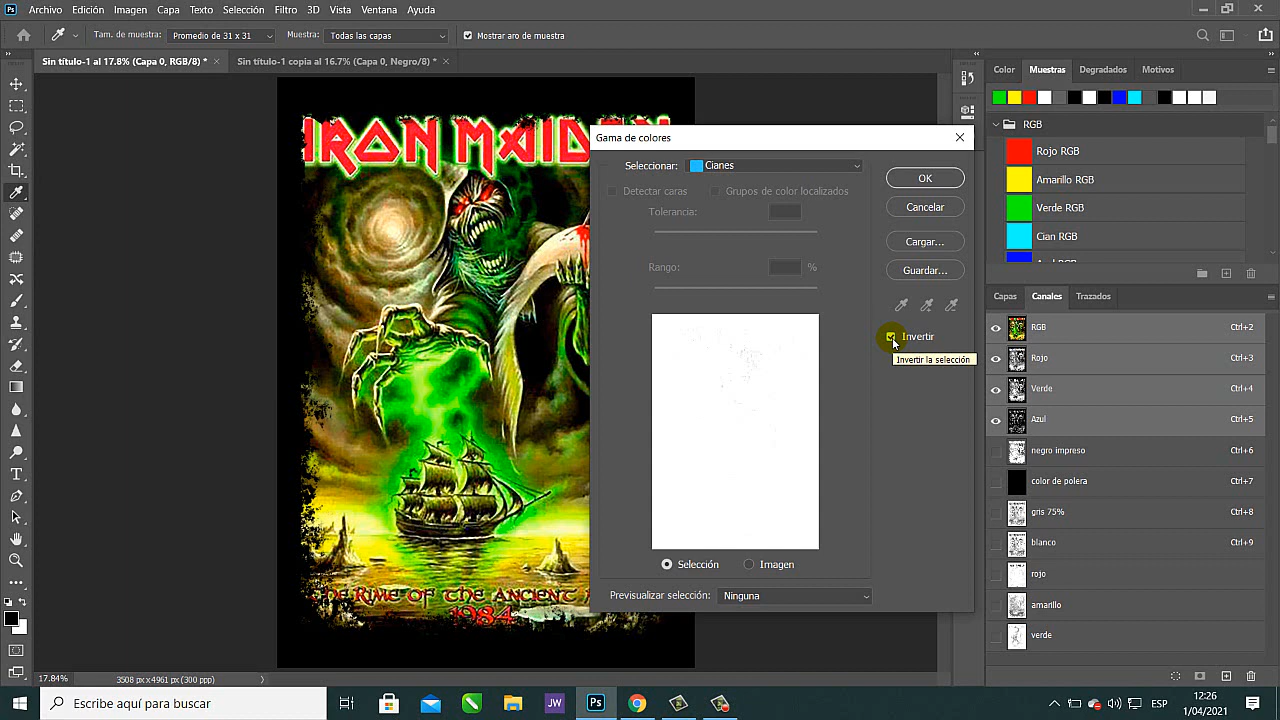 Ps Archivo Edición Imagen Capa Texto Selección Filtro 3D Vista Ventana Ayuda
Tam. de muestra: Promedio de 31 x 31 Muestra: Todas las capas Mostrar aro de muestra
Sin título-1 al 17.8% (Capa 0, RGB/8) * × Sin título-1 copia al 16.7% (Capa 0, Negro/8) * ×
Color Muestras Degradados Motivos
RGB
Rojo RGB
Amarillo RGB
Verde RGB
Cian RGB
IRON MAIDEN
Gama de colores
Seleccionar: Cianes
OK
Detectar caras Grupos de color localizados
Cancelar
Tolerancia:
Cargar...
Rango: %
Guardar...
Invertir
Invertir la selección
Selección Imagen
Previsualizar selección: Ninguna
RIME OF THE ANCIENT
1984
Capas Canales Trazados
RGB Ctrl+2
Rojo Ctrl+3
Verde Ctrl+4
Azul Ctrl+5
negro impreso Ctrl+6
color de polera Ctrl+7
gris 75% Ctrl+8
blanco Ctrl+9
rojo
amarillo
verde
17.84% 3508 px x 4961 px (300 ppp)
Escribe aquí para buscar
JW
Ps
ESP
12:26
1/04/2021